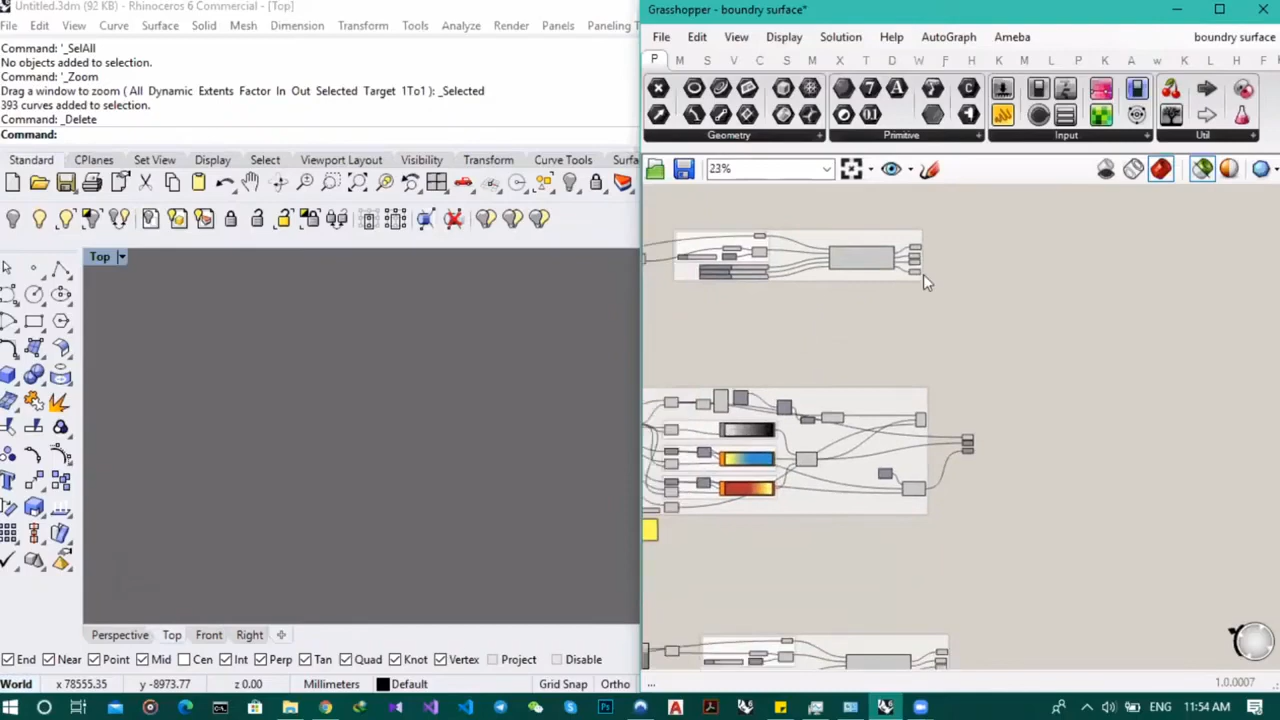 Untitled.3dm (92 KB) - Rhinoceros 6 Commercial - [Top]
File Edit View Curve Surface Solid Mesh Dimension Transform Tools Analyze Render Panels Paneling T
Command: '_SelAll
No objects added to selection.
Command: '_Zoom
Drag a window to zoom ( All Dynamic Extents Factor In Out Selected Target 1To1 ): _Selected
393 curves added to selection.
Command: _Delete
Command:
Standard CPlanes Set View Display Select Viewport Layout Visibility Transform Curve Tools Surfa
Top
Perspective Top Front Right
End Near Point Mid Cen Int Perp Tan Quad Knot Vertex Project Disable
World x 78555.35 y -8973.77 z 0.00 Millimeters Default Grid Snap Ortho
Grasshopper - boundry surface*
File Edit View Display Solution Help AutoGraph Ameba boundry surface
P M S V C S M I D X T D W F H K M D S P K A w K L H F
Geometry Primitive Input Util
23%
... 1.0.0007
ENG 11:54 AM